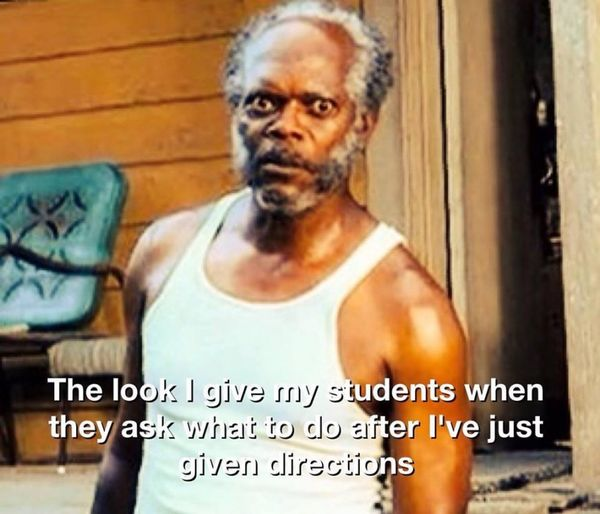 The look I give my students when
they ask what to do after I've just
given directions